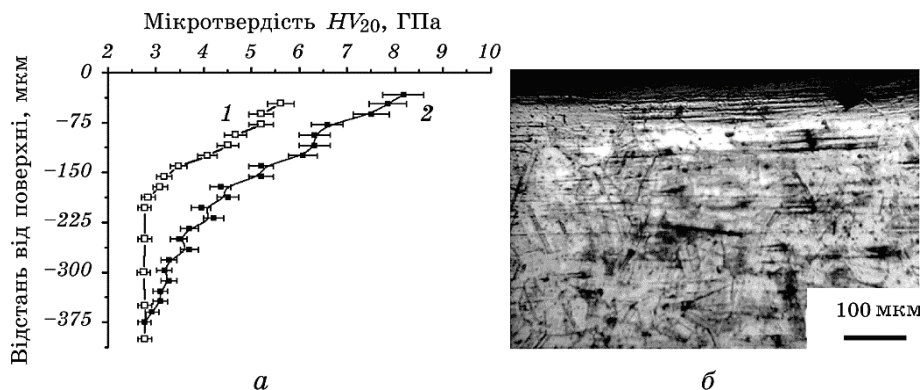 Мікротвердість HV20, ГПа
2 3 4 5 6 7 8 9 10
Відстань від поверхні, мкм
0
−75
−150
−225
−300
−375
1
2
100 мкм
а
б